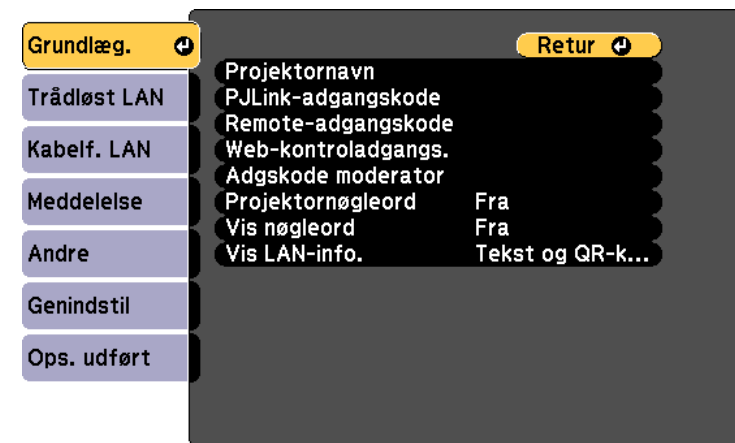 Grundlæg.
Trådløst LAN
Kabelf. LAN
Meddelelse
Andre
Genindstil
Ops. udført
Retur
Projektornavn
PJLink-adgangskode
Remote-adgangskode
Web-kontroladgangs.
Adgskode moderator
Projektornøgleord Fra
Vis nøgleord Fra
Vis LAN-info. Tekst og QR-k...